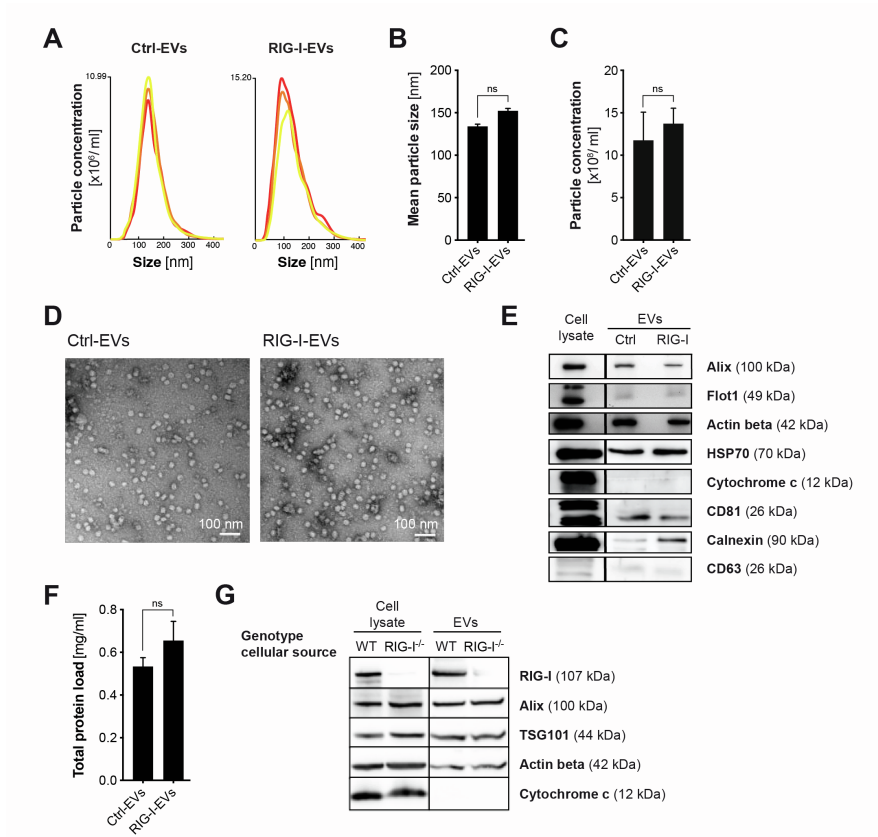 A
Ctrl-EVs
RIG-I-EVs
Particle concentration
[x10⁶/ ml]
10.99
0 100 200 300 400
Size [nm]
15.20
0 100 200 300 400
Size [nm]
B
Mean particle size [nm]
200
150
100
50
0
ns
Ctrl-EVs
RIG-I-EVs
C
Particle concentration
[x10⁸/ ml]
20
15
10
5
0
ns
Ctrl-EVs
RIG-I-EVs
D
Ctrl-EVs
RIG-I-EVs
100 nm
100 nm
E
Cell
lysate
EVs
Ctrl RIG-I
Alix (100 kDa)
Flot1 (49 kDa)
Actin beta (42 kDa)
HSP70 (70 kDa)
Cytochrome c (12 kDa)
CD81 (26 kDa)
Calnexin (90 kDa)
CD63 (26 kDa)
F
Total protein load [mg/ml]
0.8
0.6
0.4
0.2
0.0
ns
Ctrl-EVs
RIG-I-EVs
G
Genotype
cellular source
Cell
lysate
EVs
WT RIG-I-/- WT RIG-I-/-
RIG-I (107 kDa)
Alix (100 kDa)
TSG101 (44 kDa)
Actin beta (42 kDa)
Cytochrome c (12 kDa)